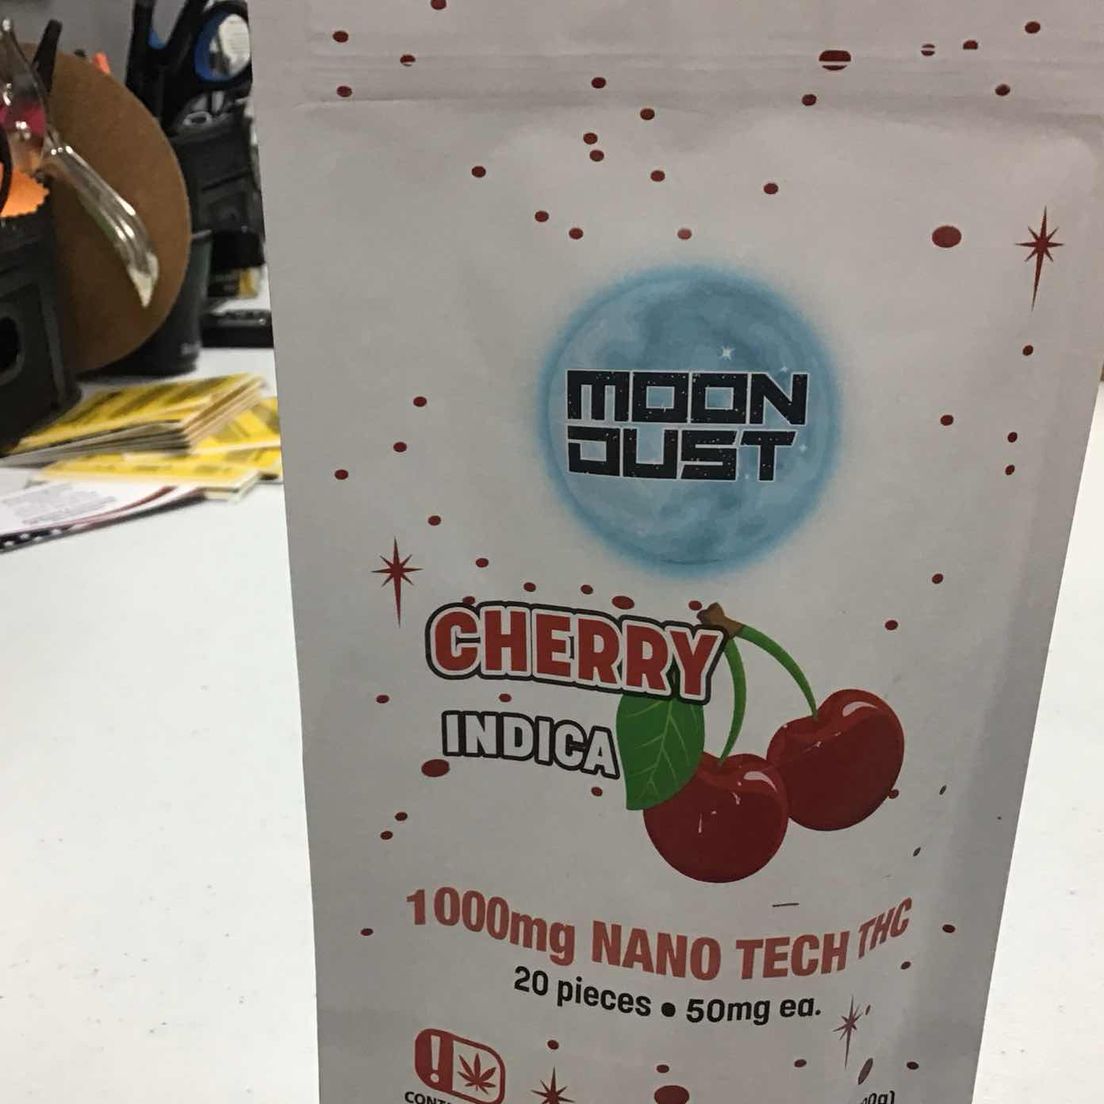 MOON
DUST
CHERRY
INDICA
1000mg NANO TECH THC
20 pieces • 50mg ea.